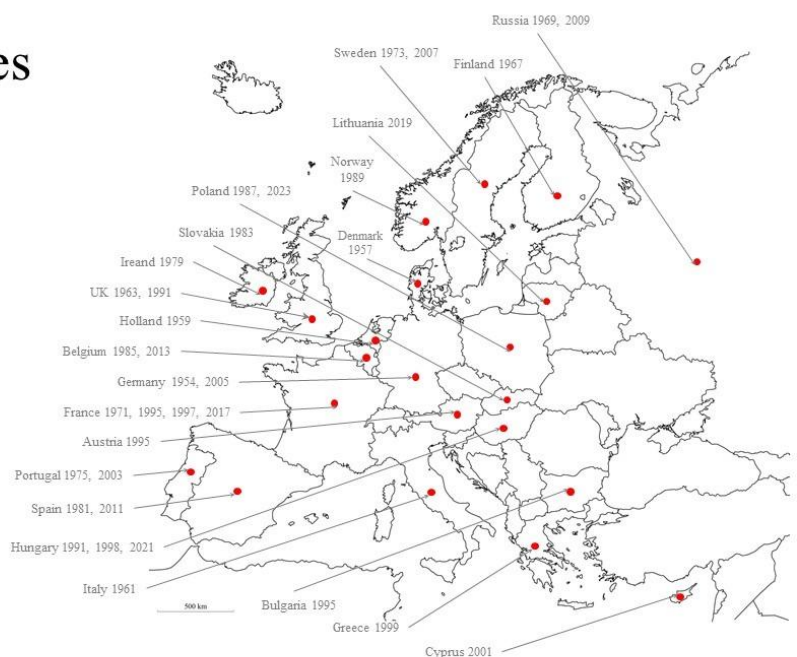 es
Russia 1969, 2009
Sweden 1973, 2007
Finland 1967
Lithuania 2019
Norway
1989
Poland 1987, 2023
Slovakia 1983
Denmark
1957
Ireand 1979
UK 1963, 1991
Holland 1959
Belgium 1985, 2013
Germany 1954, 2005
France 1971, 1995, 1997, 2017
Austria 1995
Portugal 1975, 2003
Spain 1981, 2011
Hungary 1991, 1998, 2021
Italy 1961
Bulgaria 1995
Greece 1999
Cyprus 2001
500 km